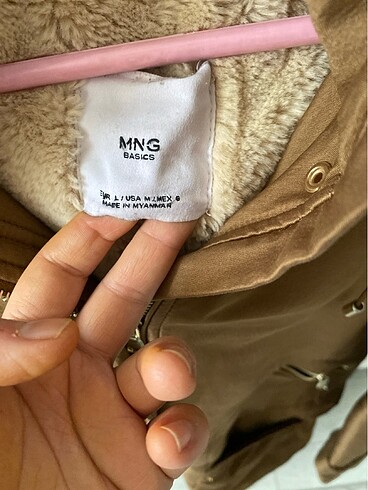 MNG
BASICS
EUR L / USA M / MEX 6
MADE IN MYANMAR